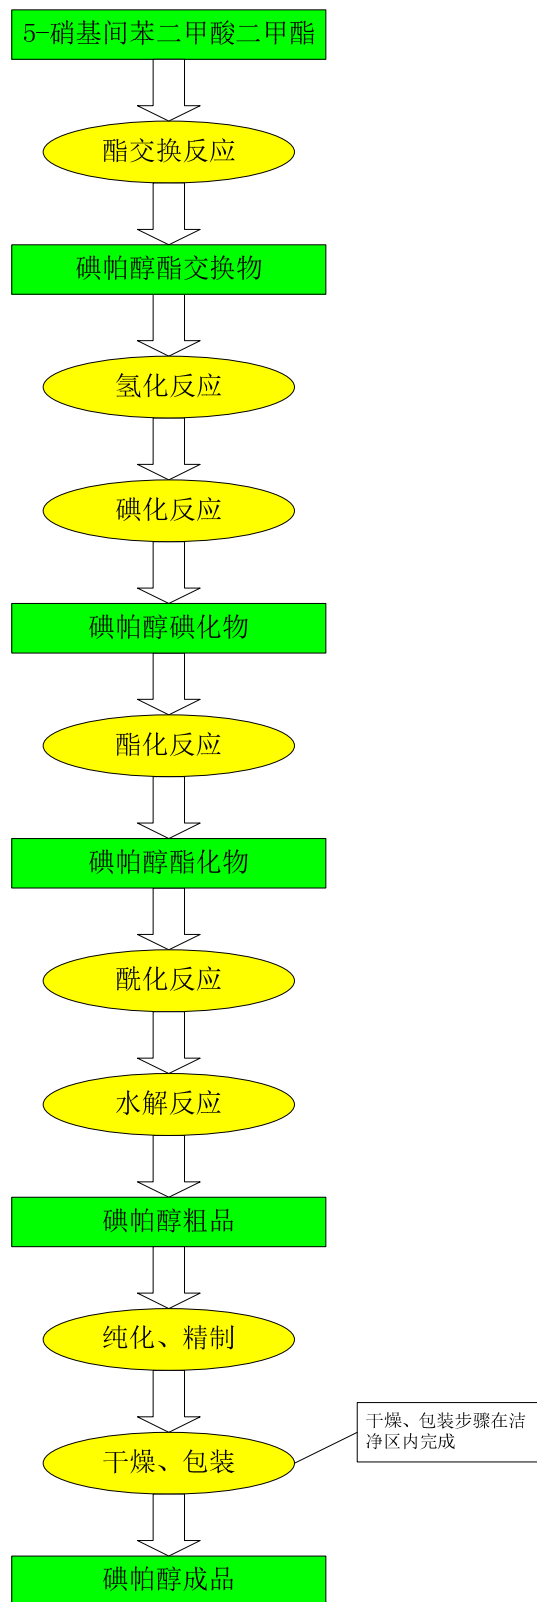 5-硝基间苯二甲酸二甲酯
酯交换反应
碘帕醇酯交换物
氢化反应
碘化反应
碘帕醇碘化物
酯化反应
碘帕醇酯化物
酰化反应
水解反应
碘帕醇粗品
纯化、精制
干燥、包装步骤在洁
净区内完成
干燥、包装
碘帕醇成品